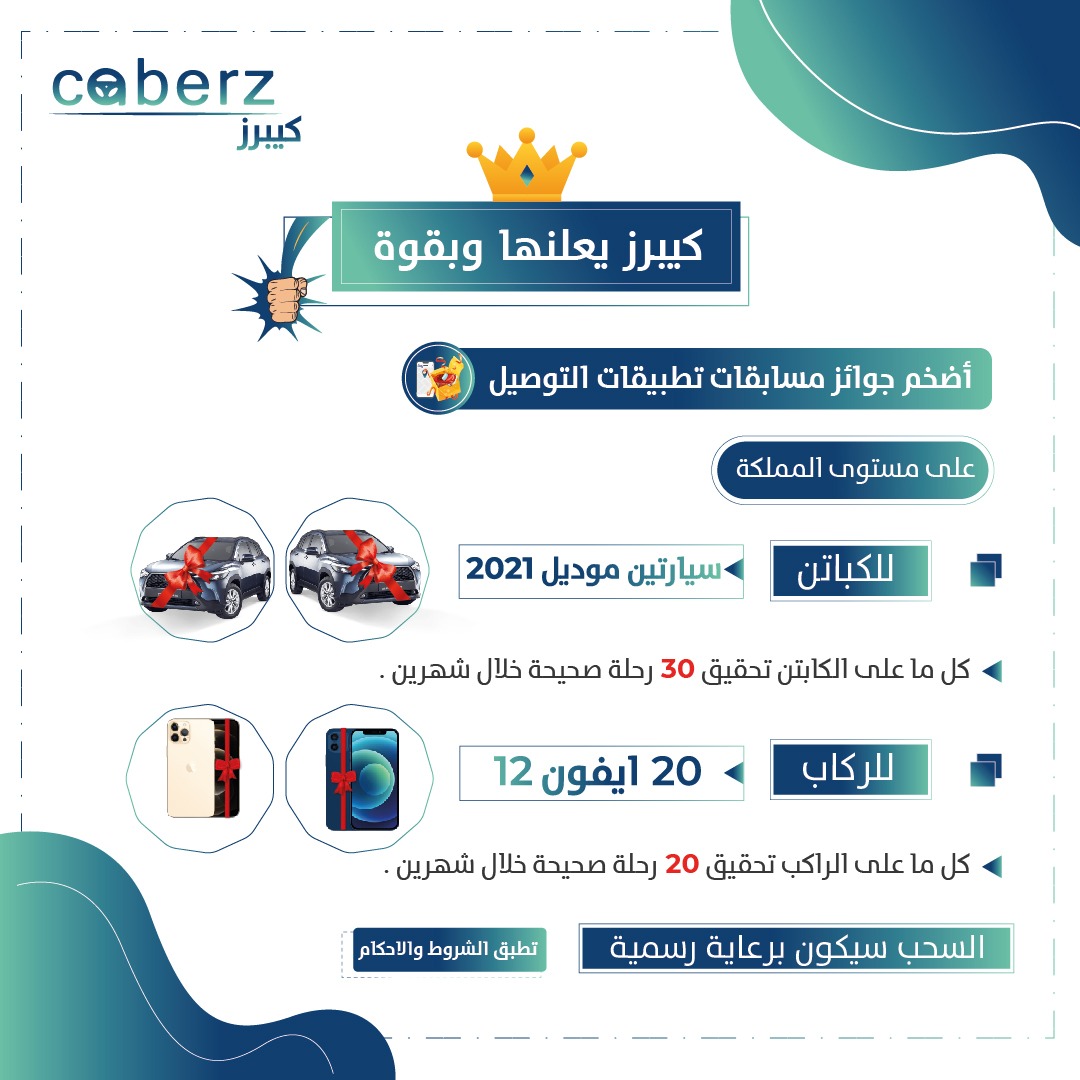 caberz
كيبرز
كيبرز يعلنها وبقوة
أضخم جوائز مسابقات تطبيقات التوصيل
على مستوى المملكة
للكباتن
سيارتين موديل 2021
كل ما على الكابتن تحقيق 30 رحلة صحيحة خلال شهرين .
للركاب
20 ايفون 12
كل ما على الراكب تحقيق 20 رحلة صحيحة خلال شهرين .
السحب سيكون برعاية رسمية
تطبق الشروط والاحكام